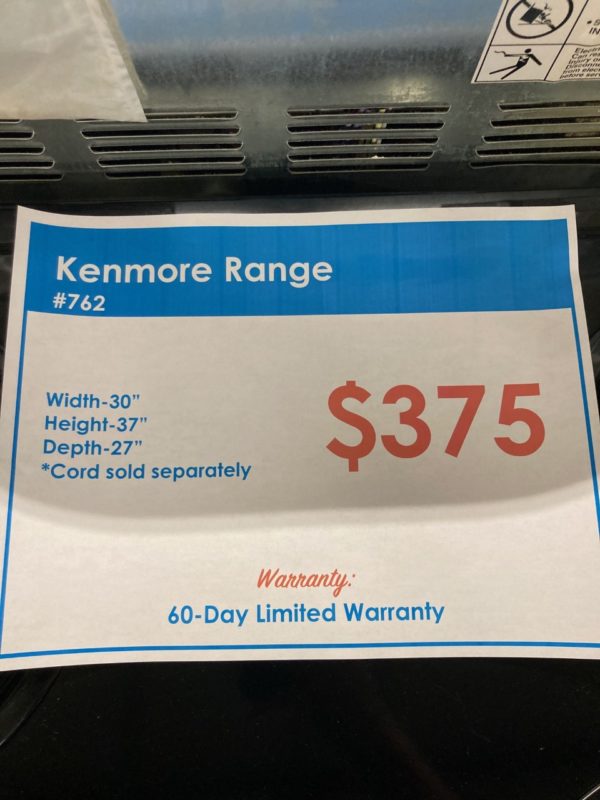 Kenmore Range
#762
Width-30”
Height-37”
Depth-27”
*Cord sold separately
$375
Warranty:
60-Day Limited Warranty